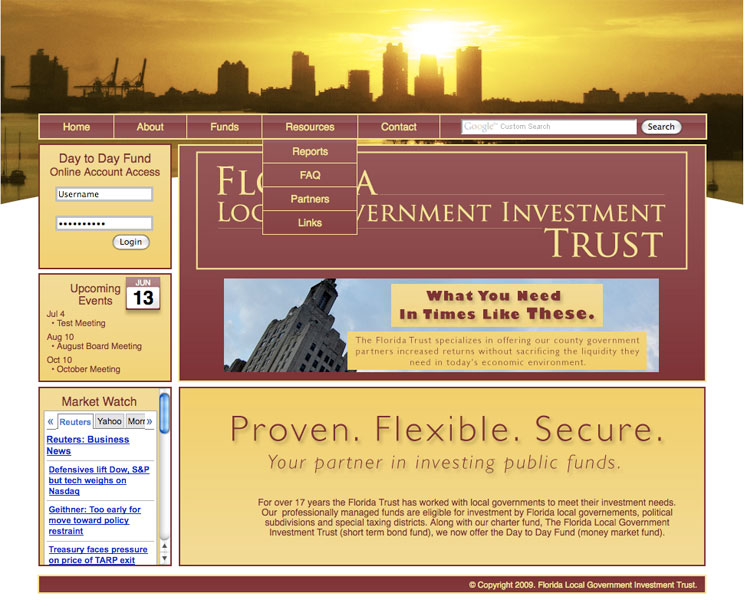 Home About Funds Resources Contact Google™ Custom Search Search
Reports
FAQ
Partners
Links
Day to Day Fund
Online Account Access
Username
••••••••••
Login
Upcoming
Events
JUN
13
Jul 4
• Test Meeting
Aug 10
• August Board Meeting
Oct 10
• October Meeting
Market Watch
« Reuters Yahoo Morr »
Reuters: Business
News
Defensives lift Dow, S&P
but tech weighs on
Nasdaq
Geithner: Too early for
move toward policy
restraint
Treasury faces pressure
on price of TARP exit
FL A
LOC VERNMENT INVESTMENT
TRUST
What You Need
In Times Like These.
The Florida Trust specializes in offering our county government
partners increased returns without sacrificing the liquidity they
need in today's economic environment.
Proven. Flexible. Secure.
Your partner in investing public funds.
For over 17 years the Florida Trust has worked with local governments to meet their investment needs.
Our professionally managed funds are eligible for investment by Florida local governements, political
subdivisions and special taxing districts. Along with our charter fund, The Florida Local Government
Investment Trust (short term bond fund), we now offer the Day to Day Fund (money market fund).
© Copyright 2009. Florida Local Government Investment Trust.